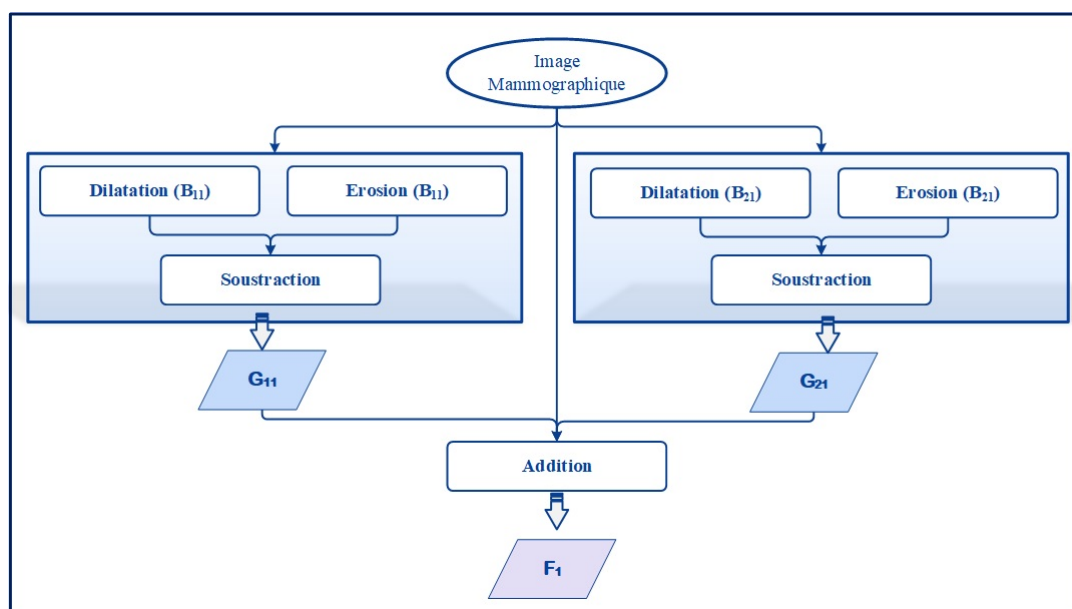 Image
Mammographique
Dilatation (B₁₁)
Erosion (B₁₁)
Soustraction
G₁₁
Dilatation (B₂₁)
Erosion (B₂₁)
Soustraction
G₂₁
Addition
F₁